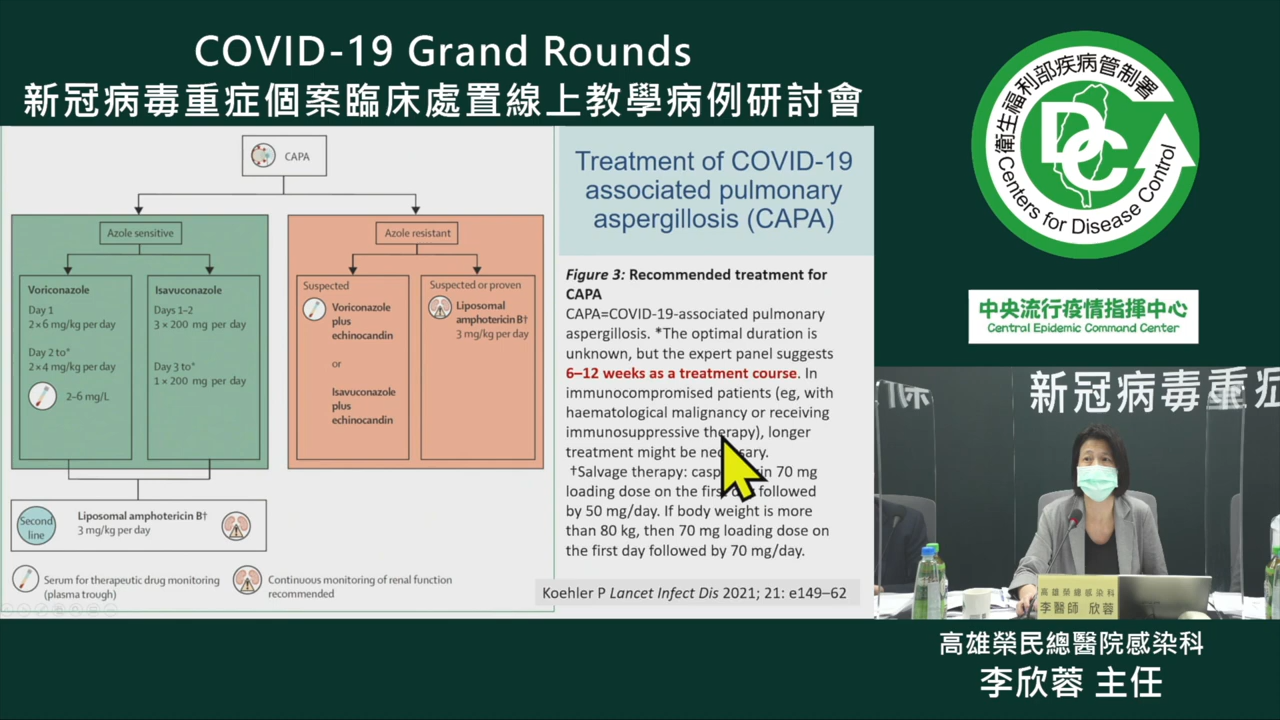 COVID-19 Grand Rounds
新冠病毒重症個案臨床處置線上教學病例研討會
CAPA
Azole sensitive
Voriconazole
Day 1
2×6 mg/kg per day
Day 2 to*
2×4 mg/kg per day
2–6 mg/L
Isavuconazole
Days 1–2
3×200 mg per day
Day 3 to*
1×200 mg per day
Azole resistant
Suspected
Voriconazole
plus
echinocandin
or
Isavuconazole
plus
echinocandin
Suspected or proven
Liposomal
amphotericin B†
3 mg/kg per day
Second
line
Liposomal amphotericin B†
3 mg/kg per day
Serum for therapeutic drug monitoring
(plasma trough)
Continuous monitoring of renal function
recommended
Treatment of COVID-19
associated pulmonary
aspergillosis (CAPA)
Figure 3: Recommended treatment for
CAPA
CAPA=COVID-19-associated pulmonary
aspergillosis. *The optimal duration is
unknown, but the expert panel suggests
6–12 weeks as a treatment course. In
immunocompromised patients (eg, with
haematological malignancy or receiving
immunosuppressive therapy), longer
treatment might be
†Salvage therapy: 70 mg
loading dose on the followed
by 50 mg/day. If body weight is more
than 80 kg, then 70 mg loading dose on
the first day followed by 70 mg/day.
Koehler P Lancet Infect Dis 2021; 21: e149–62
衛生福利部疾病管制署
DC
Centers for Disease Control
中央流行疫情指揮中心
Central Epidemic Command Center
新冠病毒重症
高雄榮總感染科
李醫師 欣蓉
高雄榮民總醫院感染科
李欣蓉 主任